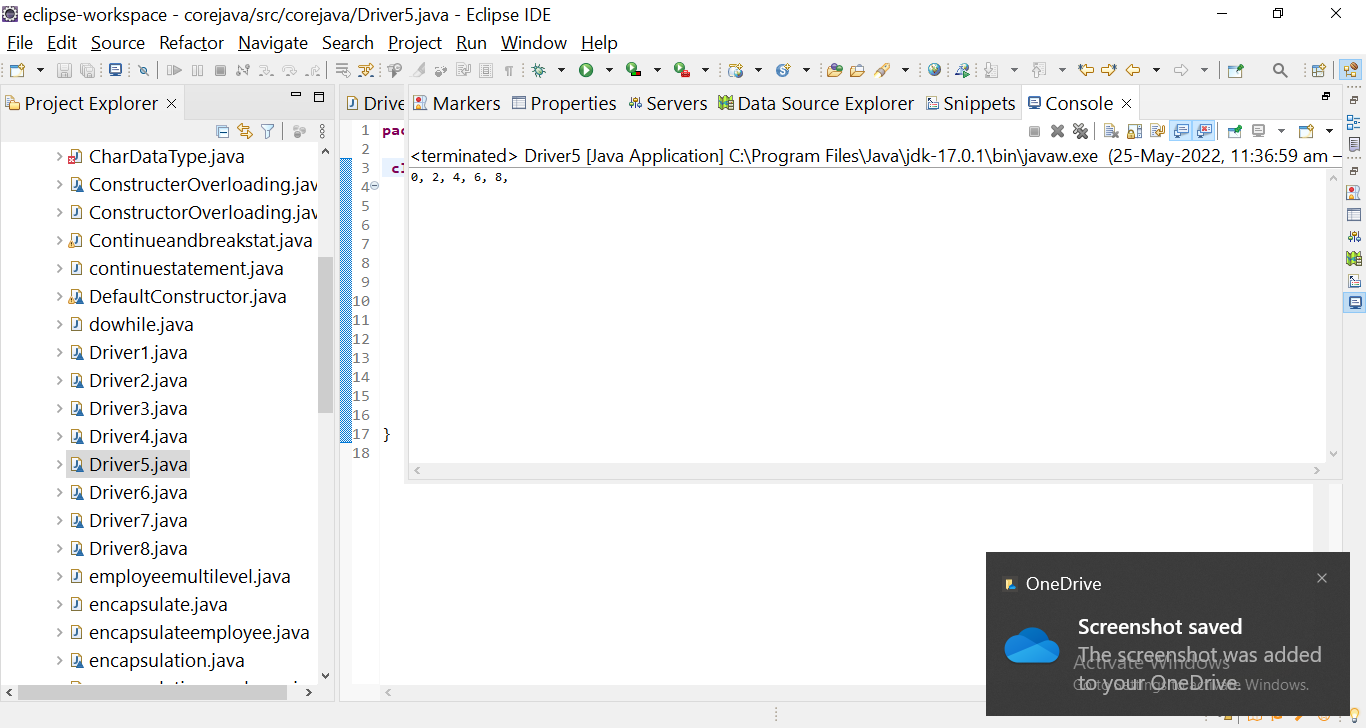 eclipse-workspace - corejava/src/corejava/Driver5.java - Eclipse IDE
File Edit Source Refactor Navigate Search Project Run Window Help
Project Explorer
CharDataType.java
ConstructerOverloading.jav
ConstructorOverloading.jav
Continueandbreakstat.java
continuestatement.java
DefaultConstructor.java
dowhile.java
Driver1.java
Driver2.java
Driver3.java
Driver4.java
Driver5.java
Driver6.java
Driver7.java
Driver8.java
employeemultilevel.java
encapsulate.java
encapsulateemployee.java
encapsulation.java
Drive
1 pac
2
3 cl
4
5
6
7
8
9
10
11
12
13
14
15
16
17 }
18
Markers Properties Servers Data Source Explorer Snippets Console
<terminated> Driver5 [Java Application] C:\Program Files\Java\jdk-17.0.1\bin\javaw.exe (25-May-2022, 11:36:59 am –
0, 2, 4, 6, 8,
OneDrive
Screenshot saved
The screenshot was added
to your OneDrive.
Activate Windows
Go to Settings to activate Windows.